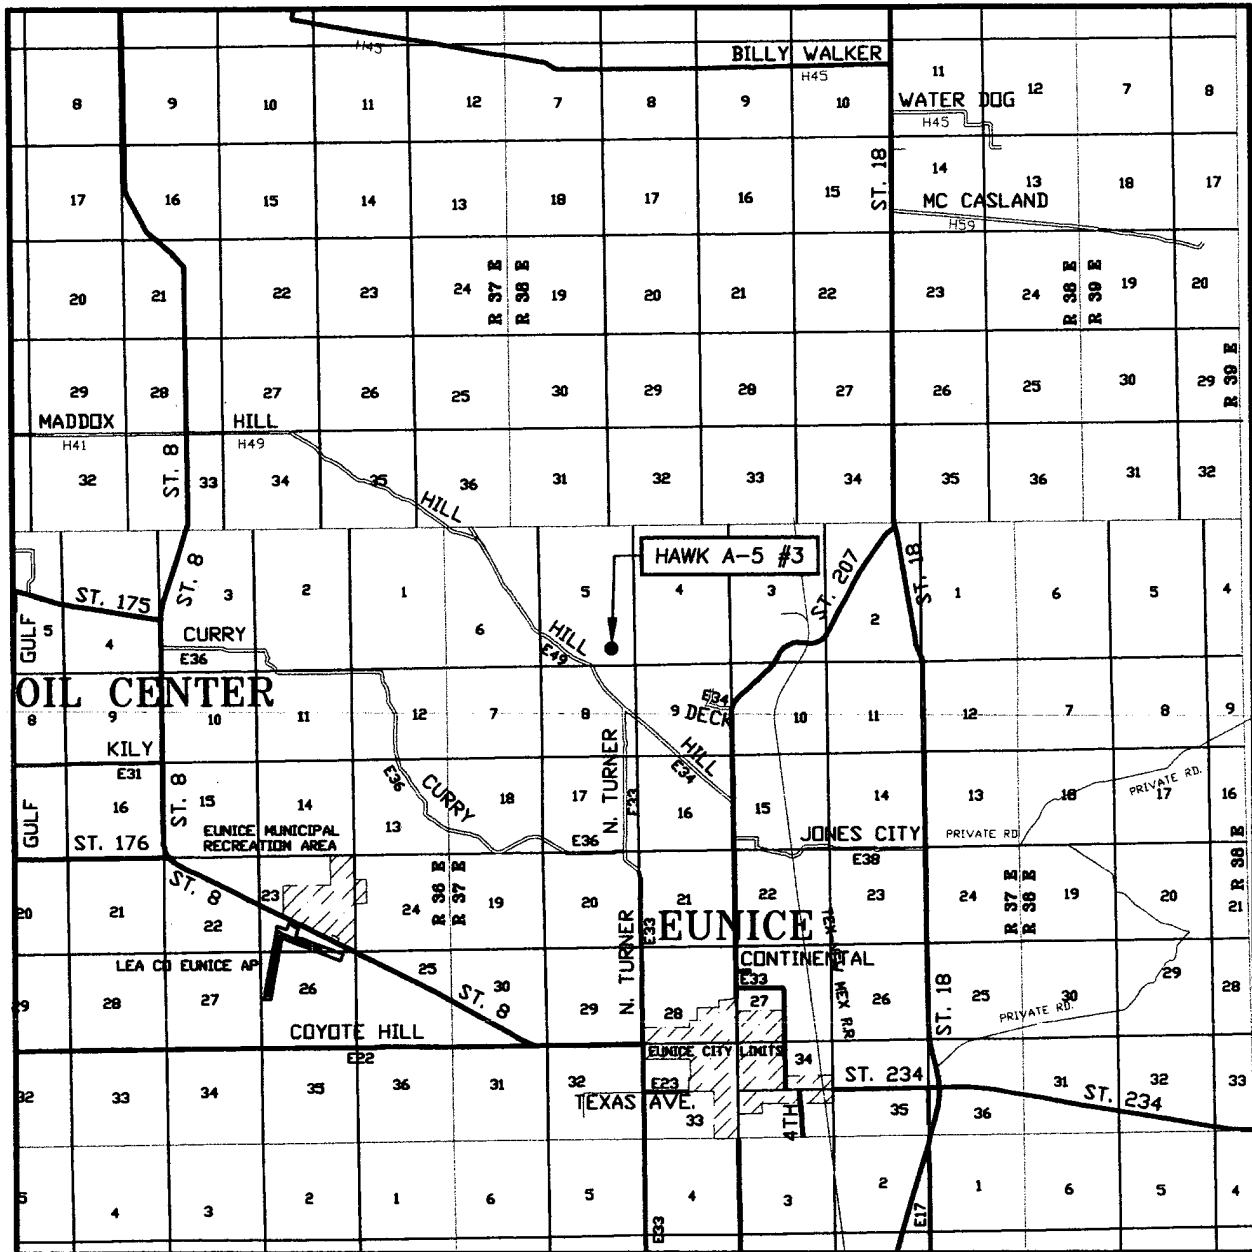 H45
BILLY WALKER
H45
11
8 9 10 11 12 7 8 9 10 12 7 8
WATER DOG
H45
ST. 18
14
17 16 15 14 13 18 17 16 15 13 18 17
MC CASLAND
H59
R 37 E
R 38 E
R 38 E
R 39 E
20 21 22 23 24 19 20 21 22 23 24 19 20
R 39 E
29 28 27 26 25 30 29 28 27 26 25 30 29
MADDOX HILL
H41 H49
ST. 8
32 33 34 35 36 31 32 33 34 35 36 31 32
HILL
HAWK A-5 #3
ST. 207
ST. 18
ST. 8
ST. 175
3 2 1 5 4 3 1 6 5 4
GULF
5 4 6 2
CURRY
E36
HILL
E49
OIL CENTER
E34
DECK
8 9 10 11 12 7 8 9 10 11 12 7 8 9
KILY
E31
N. TURNER
HILL
E34
E36
CURRY
E33
PRIVATE RD.
GULF
ST. 8
16 15 14 13 18 17 16 15 14 13 18 17 16
EUNICE MUNICIPAL
RECREATION AREA
ST. 176
E36
JONES CITY
E38
PRIVATE RD
ST. 8
R 36 E
R 37 E
R 37 E
R 38 E
R 38 E
20 21 22 23 24 19 20 21 22 23 24 19 20 21
EUNICE
E33
N. TURNER
CONTINENTAL
E33
MEX R.R
LEA CO EUNICE AP
29 28 27 26 25 30 29 28 27 26 25 30 29 28
ST. 8
ST. 18
PRIVATE RD.
COYOTE HILL
E22
EUNICE CITY LIMITS
34
ST. 234
E23
TEXAS AVE.
32 33 34 35 36 31 32 33 35 36 31 32 33
ST. 234
4TH
5 4 3 2 1 6 5 4 3 2 1 6 5 4
E33
E17